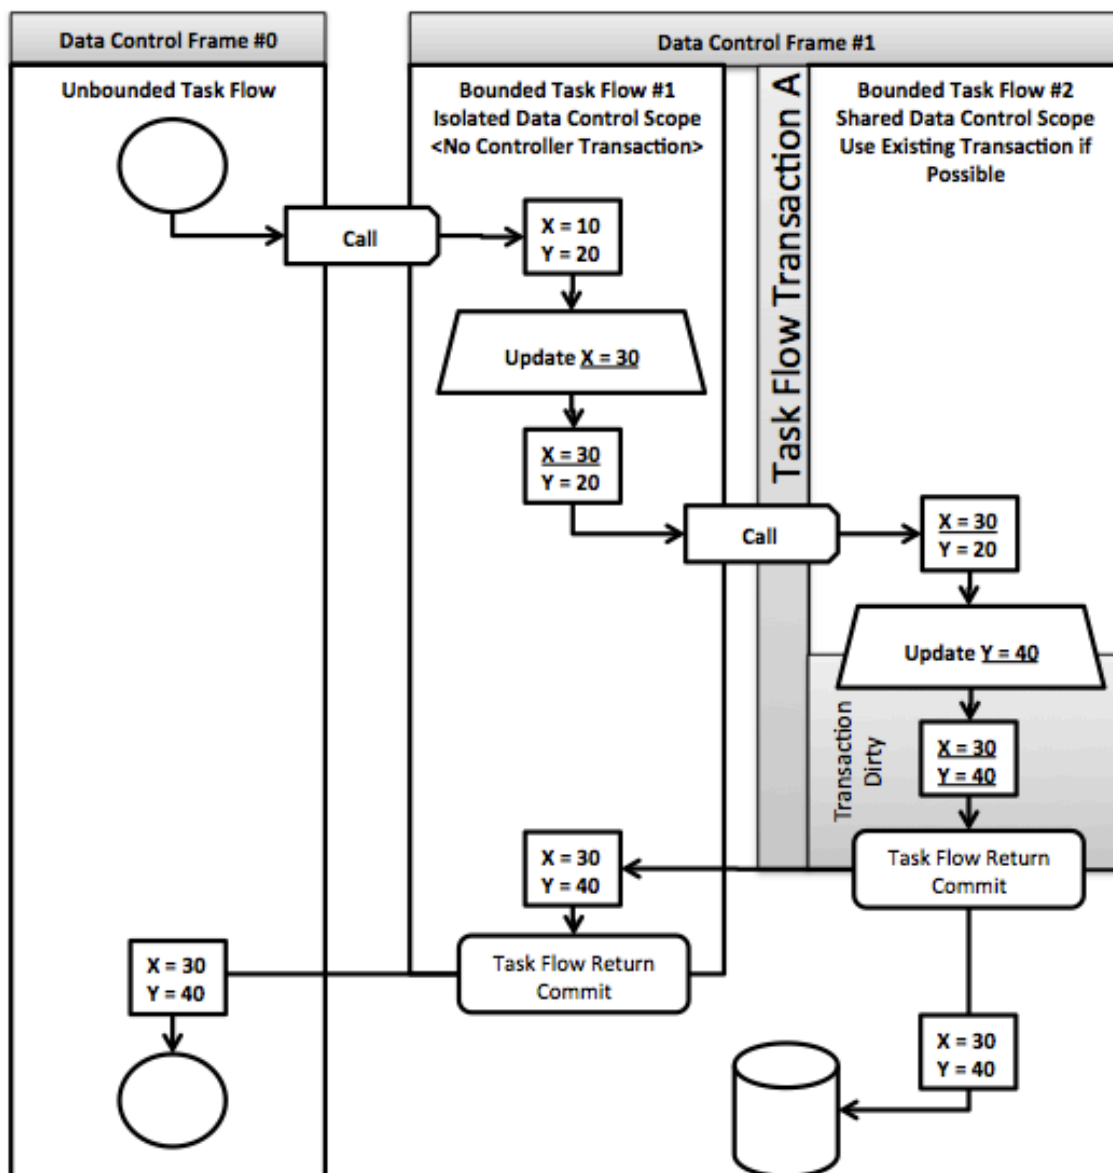 Data Control Frame #0
Data Control Frame #1
Unbounded Task Flow
Bounded Task Flow #1
Isolated Data Control Scope
<No Controller Transaction>
Task Flow Transaction A
Bounded Task Flow #2
Shared Data Control Scope
Use Existing Transaction if
Possible
Call
X = 10
Y = 20
Update X = 30
X = 30
Y = 20
Call
X = 30
Y = 20
Update Y = 40
Transaction
Dirty
X = 30
Y = 40
Task Flow Return
Commit
X = 30
Y = 40
Task Flow Return
Commit
X = 30
Y = 40
X = 30
Y = 40